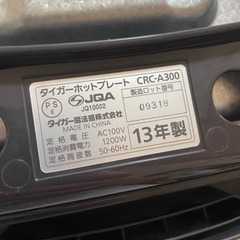 タイガーホットプレート CRC-A300
PS
E
JQA
JQ10002
製造ロット番号
0931B
タイガー魔法瓶株式会社
MADE IN CHINA
定格電圧 AC100V
定格消費電力 1200W
定格周波数 50-60Hz
13年製